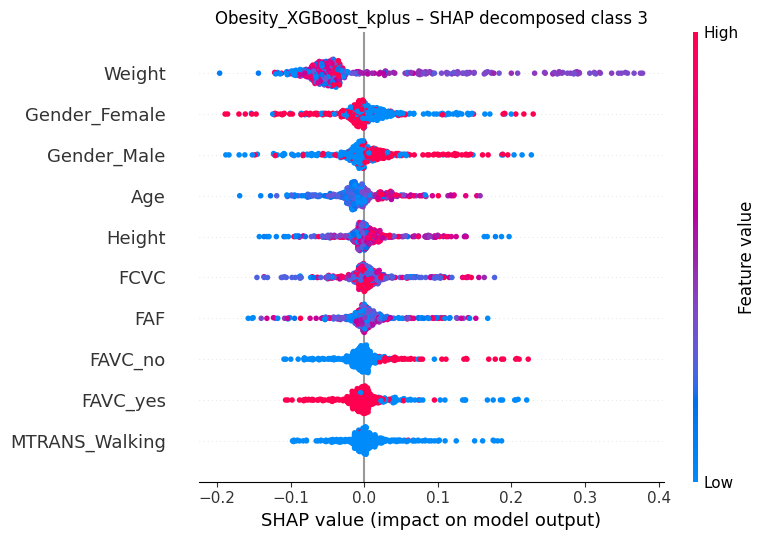 Obesity_XGBoost_kplus – SHAP decomposed class 3
High
Weight
Gender_Female
Gender_Male
Age
Height
FCVC
FAF
FAVC_no
FAVC_yes
MTRANS_Walking
Feature value
Low
−0.2 −0.1 0.0 0.1 0.2 0.3 0.4
SHAP value (impact on model output)